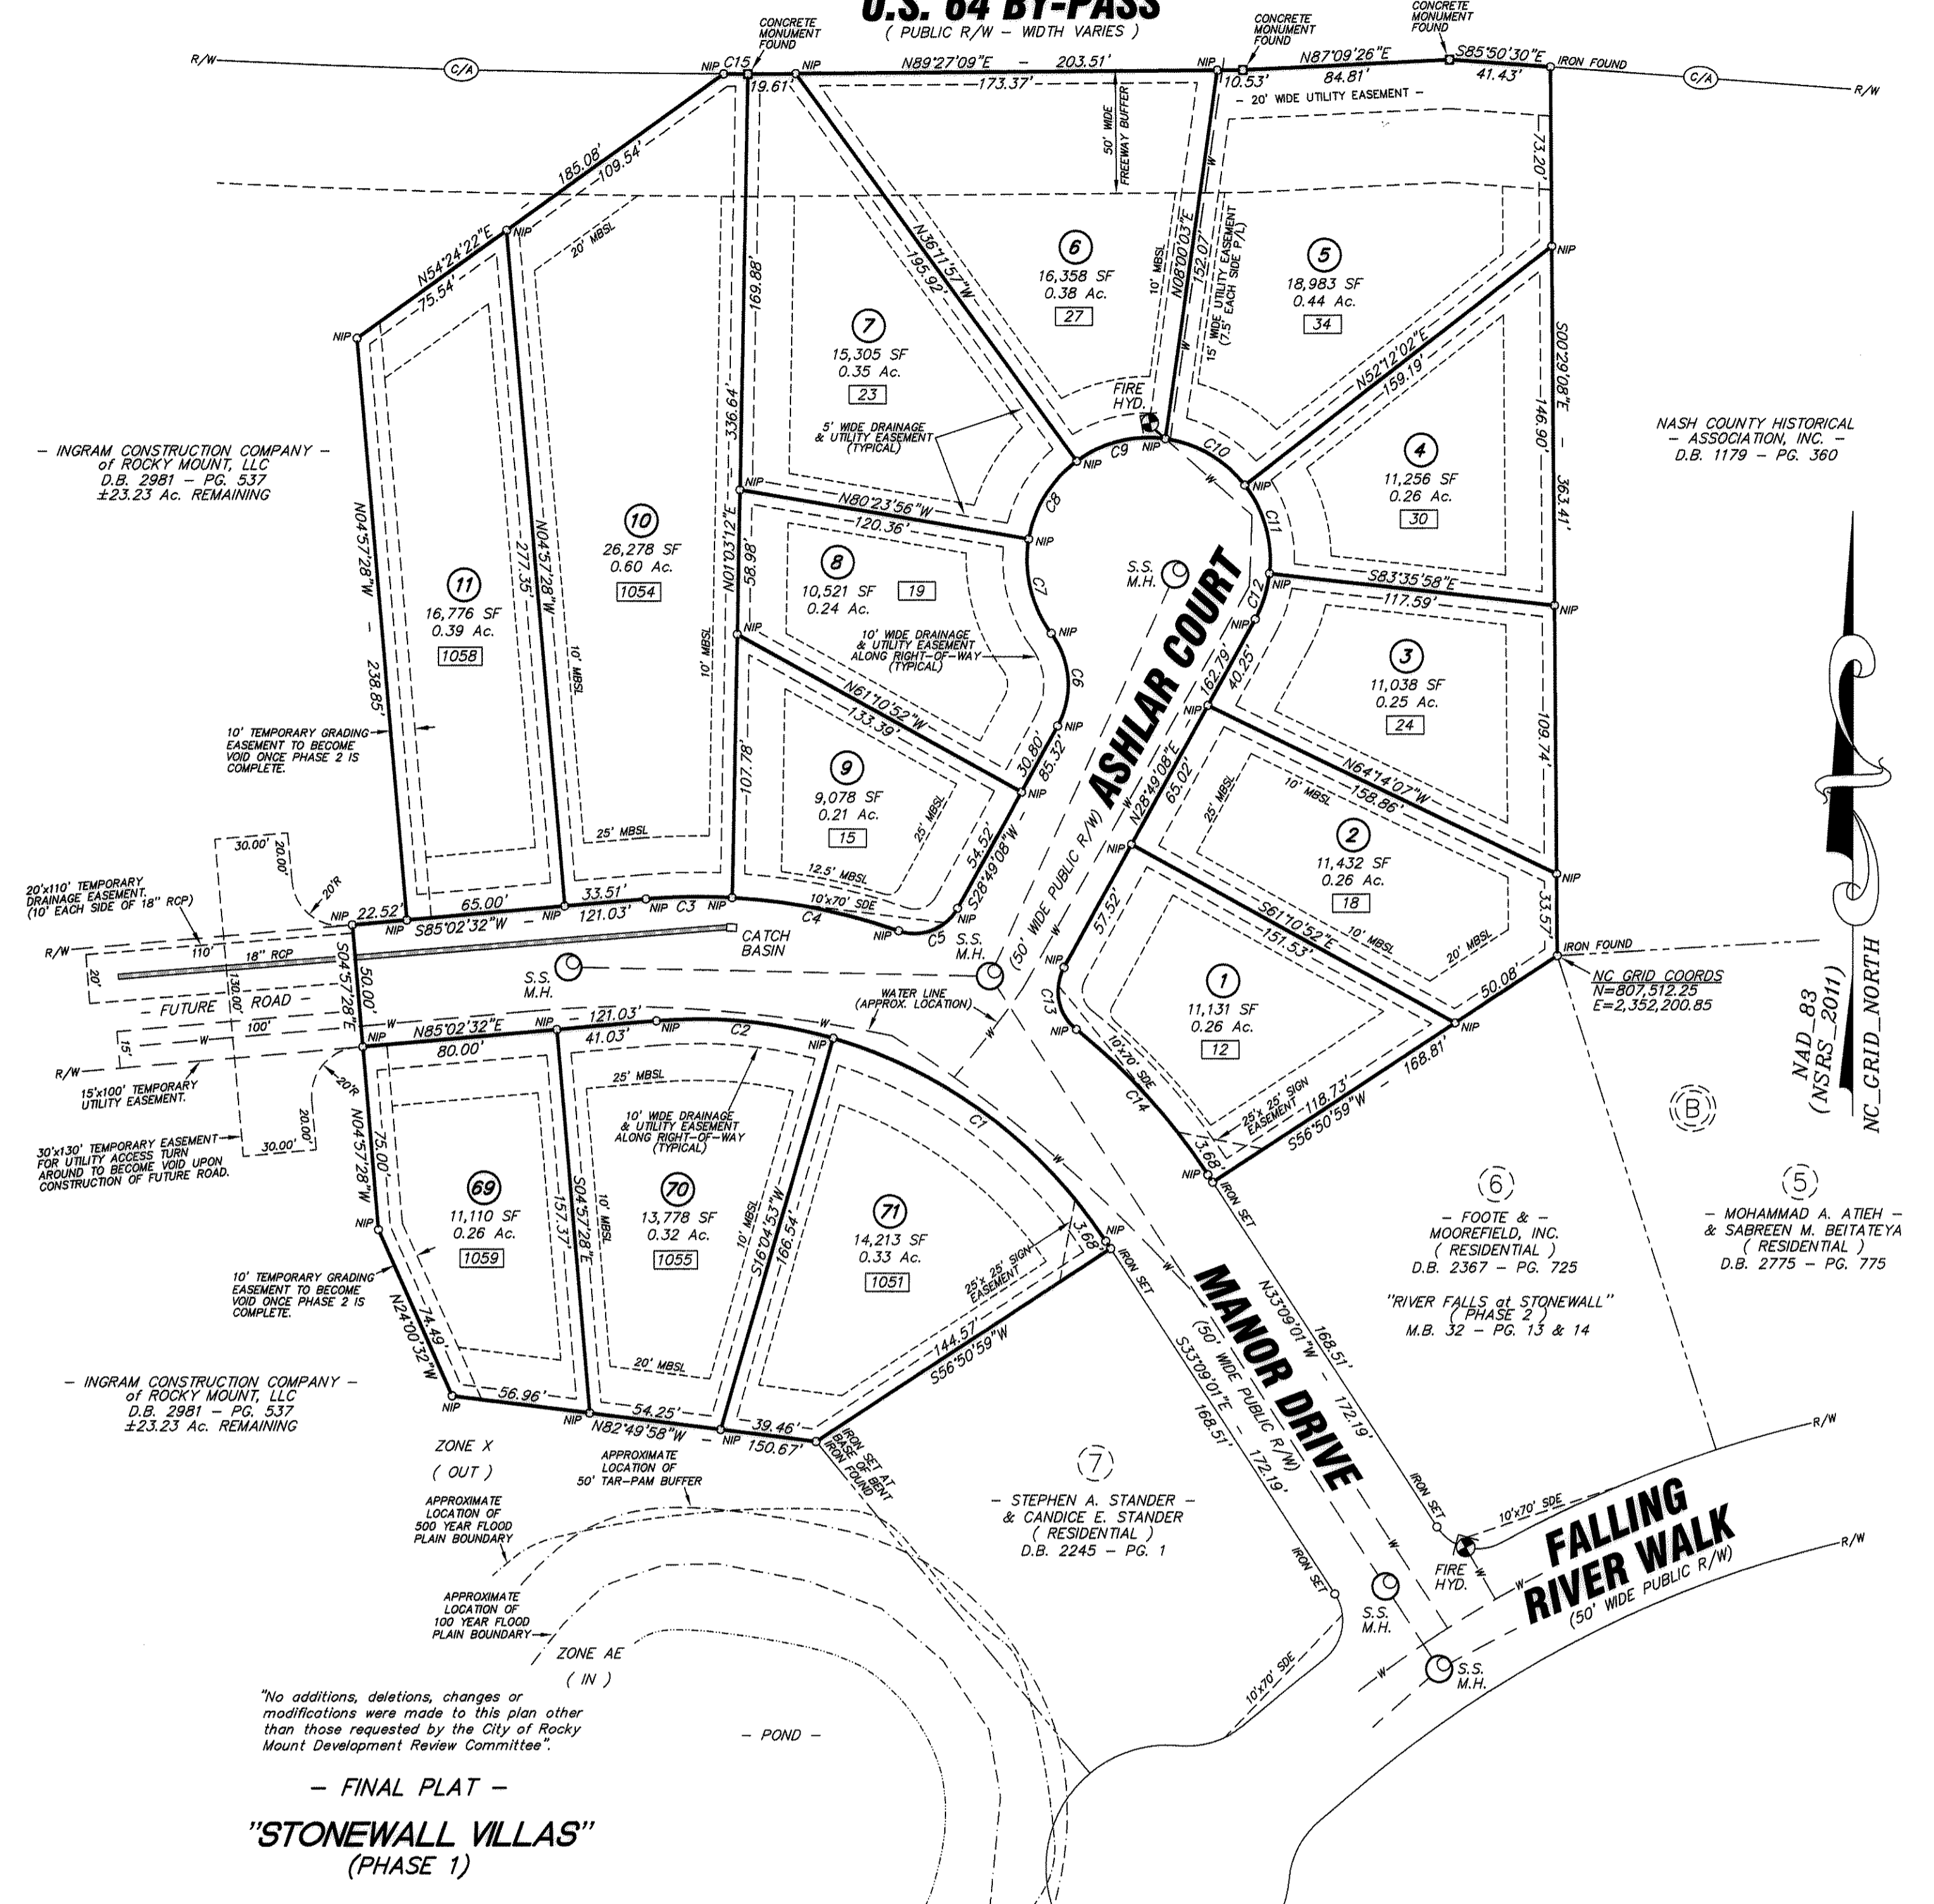 U.S. 64 BY-PASS
( PUBLIC R/W - WIDTH VARIES )
CONCRETE
MONUMENT
FOUND
CONCRETE
MONUMENT
FOUND
CONCRETE
MONUMENT
FOUND
R/W
C/A
NIP
C15
NIP
N89°27'09"E - 203.51'
NIP
N87°09'26"E
S85°50'30"E
IRON FOUND
C/A
R/W
19.61'
173.37'
10.53'
84.81'
41.43'
- 20' WIDE UTILITY EASEMENT -
50' WIDE
FREEWAY BUFFER
73.20'
185.08'
109.54'
N54°24'22"E
75.54'
NIP
20' MBSL
NIP
169.88'
N36°11'57"W
195.92'
10' MBSL
N08°00'03"E
152.07'
15' WIDE UTILITY EASEMENT
(7.5' EACH SIDE P/L)
6
16,358 SF
0.38 Ac.
27
5
18,983 SF
0.44 Ac.
34
NIP
7
15,305 SF
0.35 Ac.
23
FIRE
HYD.
N52°12'02"E
159.19'
S00°29'08"E - 363.41'
146.90'
5' WIDE DRAINAGE
& UTILITY EASEMENT
(TYPICAL)
NIP
C9
NIP
C10
NIP
C8
C11
4
11,256 SF
0.26 Ac.
30
NASH COUNTY HISTORICAL
- ASSOCIATION, INC. -
D.B. 1179 - PG. 360
- INGRAM CONSTRUCTION COMPANY -
of ROCKY MOUNT, LLC
D.B. 2981 - PG. 537
±23.23 Ac. REMAINING
N04°57'28"W - 238.85'
11
16,776 SF
0.39 Ac.
1058
277.35'
N04°57'28"W
10
26,278 SF
0.60 Ac.
1054
10' MBSL
10' MBSL
336.64'
N01°03'12"E
NIP
N80°23'56"W
120.36'
NIP
58.98'
8
10,521 SF
0.24 Ac.
19
C7
S.S.
M.H.
10' WIDE DRAINAGE
& UTILITY EASEMENT
ALONG RIGHT-OF-WAY
(TYPICAL)
NIP
NIP
C6
S83°35'58"E
117.59'
NIP
NIP
C12
NIP
3
11,038 SF
0.25 Ac.
24
109.74'
N61°10'52"W
133.39'
NIP
30.80'
85.32'
NIP
162.79'
40.25'
NIP
ASHLAR COURT
(50' WIDE PUBLIC R/W)
N28°49'08"E
65.02'
N64°14'07"W
158.86'
10' MBSL
25' MBSL
10' TEMPORARY GRADING
EASEMENT TO BECOME
VOID ONCE PHASE 2 IS
COMPLETE.
107.78'
9
9,078 SF
0.21 Ac.
15
25' MBSL
54.52'
S28°49'08"W
25' MBSL
12.5' MBSL
10'x70' SDE
2
11,432 SF
0.26 Ac.
18
NIP
NIP
33.57'
30.00'
20.00'
20'R
20'x110' TEMPORARY
DRAINAGE EASEMENT.
(10' EACH SIDE OF 18" RCP)
NIP
22.52'
65.00'
33.51'
NIP
S85°02'32"W - 121.03'
NIP
NIP
C3
NIP
C4
NIP
C5
NIP
57.52'
S61°10'52"E
151.53'
10' MBSL
20' MBSL
IRON FOUND
R/W
110'
18" RCP
20'
S04°57'28"E
50.00'
CATCH
BASIN
S.S.
M.H.
S.S.
M.H.
NIP
50.08'
NC GRID COORDS
N=807,512.25
E=2,352,200.85
- FUTURE ROAD -
130.00'
100'
15'
WATER LINE
(APPROX. LOCATION)
C13
1
11,131 SF
0.26 Ac.
12
NIP
NIP
R/W
NIP
N85°02'32"E - 121.03'
NIP
80.00'
41.03'
NIP
C2
NIP
10'x70' SDE
C14
118.73'
168.81'
S56°50'59"W -
25'x 25' SIGN
EASEMENT
15'x100' TEMPORARY
UTILITY EASEMENT.
20'R
20.00'
30.00'
30'x130' TEMPORARY EASEMENT
FOR UTILITY ACCESS TURN
AROUND TO BECOME VOID UPON
CONSTRUCTION OF FUTURE ROAD.
N04°57'28"W
75.00'
25' MBSL
10' WIDE DRAINAGE
& UTILITY EASEMENT
ALONG RIGHT-OF-WAY
(TYPICAL)
C1
3.68'
NIP
IRON SET
B
NAD_83
(NSRS_2011)
NC_GRID_NORTH
69
11,110 SF
0.26 Ac.
1059
157.37'
S04°57'28"E
10' MBSL
70
13,778 SF
0.32 Ac.
1055
10' MBSL
S16°04'53"W
166.54'
71
14,213 SF
0.33 Ac.
1051
3.68'
NIP
IRON SET
25'x 25' SIGN
EASEMENT
144.57'
S56°50'59"W
NIP
10' TEMPORARY GRADING
EASEMENT TO BECOME
VOID ONCE PHASE 2 IS
COMPLETE.
74.49'
N24°00'32"W
20' MBSL
NIP
56.96'
NIP
54.25'
N82°49'58"W - 150.67'
NIP
39.46'
IRON SET AT
BASE OF BENT
IRON FOUND
6
- FOOTE & -
MOOREFIELD, INC.
( RESIDENTIAL )
D.B. 2367 - PG. 725
"RIVER FALLS at STONEWALL"
( PHASE 2 )
M.B. 32 - PG. 13 & 14
5
- MOHAMMAD A. ATIEH -
& SABREEN M. BEITATEYA
( RESIDENTIAL )
D.B. 2775 - PG. 775
MANOR DRIVE
(50' WIDE PUBLIC R/W)
N33°09'01"W - 172.19'
168.51'
S33°09'01"E - 172.19'
168.51'
IRON SET
IRON SET
- INGRAM CONSTRUCTION COMPANY -
of ROCKY MOUNT, LLC
D.B. 2981 - PG. 537
±23.23 Ac. REMAINING
ZONE X
( OUT )
APPROXIMATE
LOCATION OF
50' TAR-PAM BUFFER
APPROXIMATE
LOCATION OF
500 YEAR FLOOD
PLAIN BOUNDARY
APPROXIMATE
LOCATION OF
100 YEAR FLOOD
PLAIN BOUNDARY
ZONE AE
( IN )
7
- STEPHEN A. STANDER -
& CANDICE E. STANDER
( RESIDENTIAL )
D.B. 2245 - PG. 1
R/W
10'x70' SDE
FALLING
RIVER WALK
(50' WIDE PUBLIC R/W)
R/W
FIRE
HYD.
S.S.
M.H.
S.S.
M.H.
10'x70' SDE
- POND -
"No additions, deletions, changes or
modifications were made to this plan other
than those requested by the City of Rocky
Mount Development Review Committee".
- FINAL PLAT -
"STONEWALL VILLAS"
(PHASE 1)